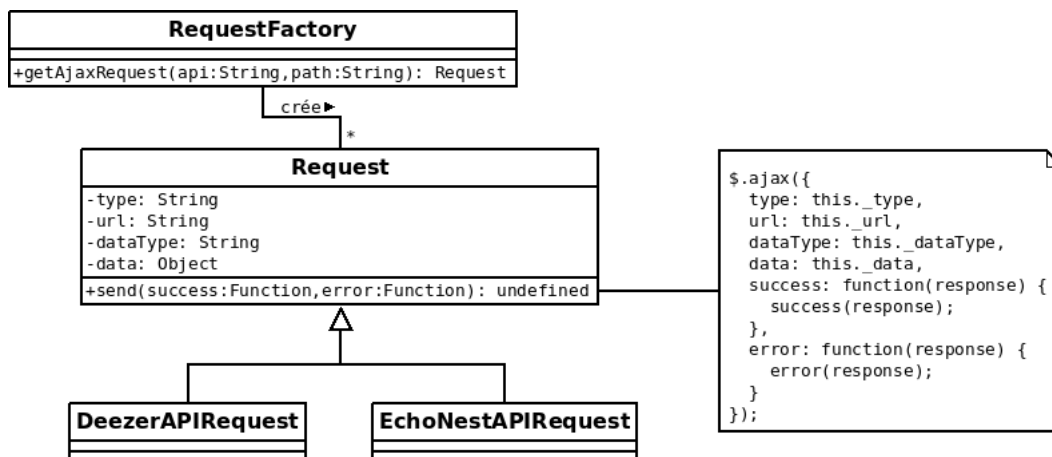 RequestFactory
+getAjaxRequest(api:String,path:String): Request
crée
*
Request
-type: String
-url: String
-dataType: String
-data: Object
+send(success:Function,error:Function): undefined
$.ajax({
  type: this._type,
  url: this._url,
  dataType: this._dataType,
  data: this._data,
  success: function(response) {
    success(response);
  },
  error: function(response) {
    error(response);
  }
});
DeezerAPIRequest
EchoNestAPIRequest